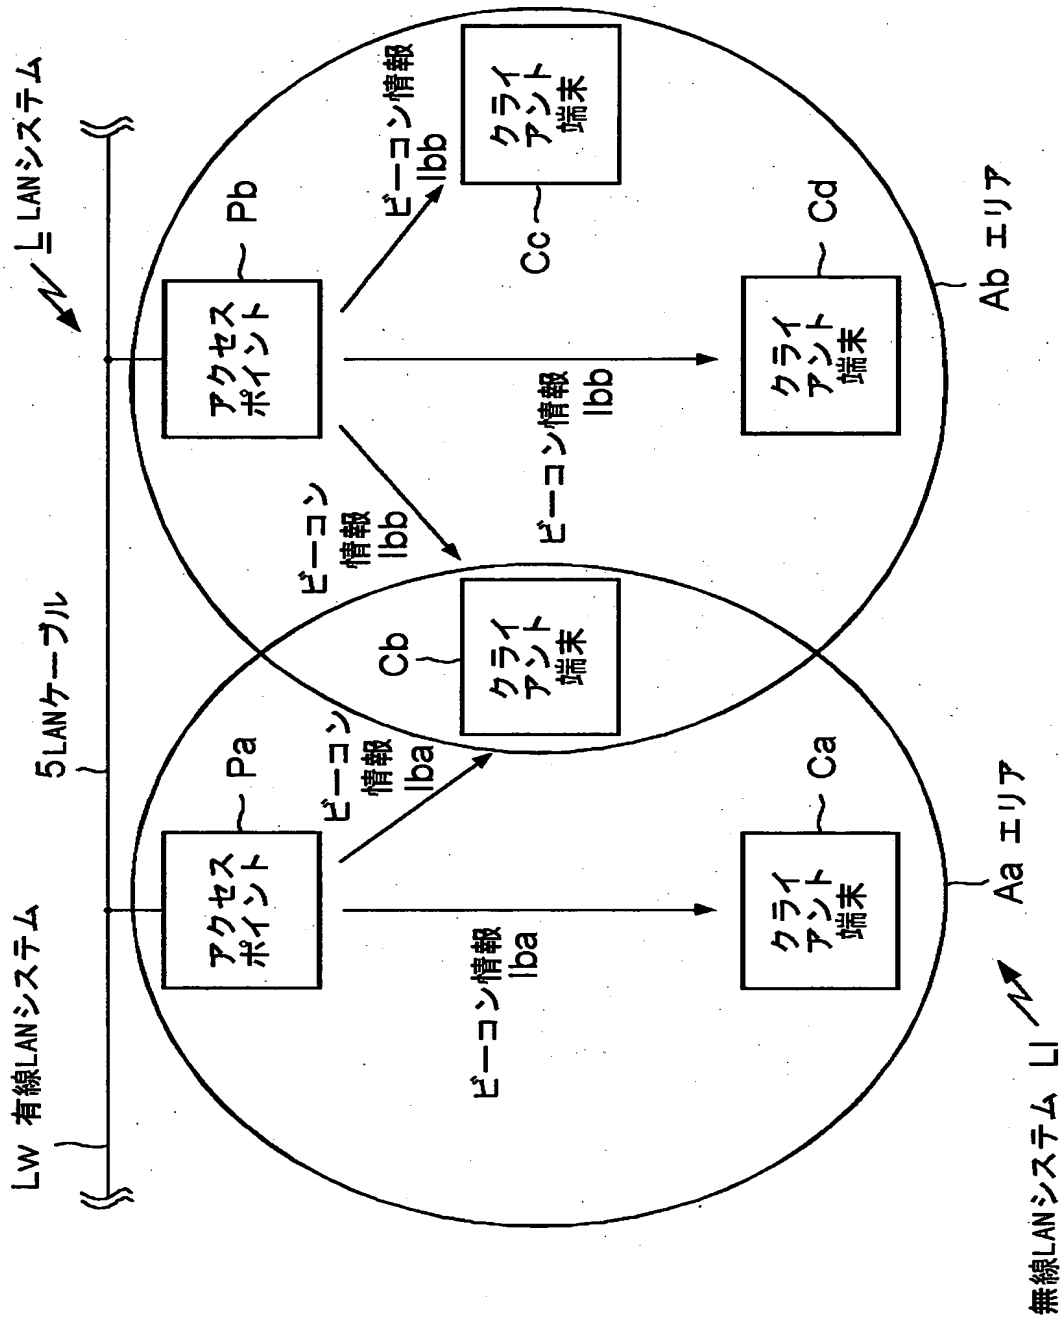 Lw 有線LANシステム
5 LANケーブル
L LANシステム
アクセス
ポイント
Pa
アクセス
ポイント
Pb
ビーコン
情報
Iba
ビーコン
情報
Ibb
ビーコン情報
Ibb
ビーコン情報
Iba
ビーコン情報
Ibb
Cb
クライ
アント
端末
Cc
クライ
アント
端末
クライ
アント
端末
Ca
クライ
アント
端末
Cd
Aa エリア
Ab エリア
無線LANシステム LI